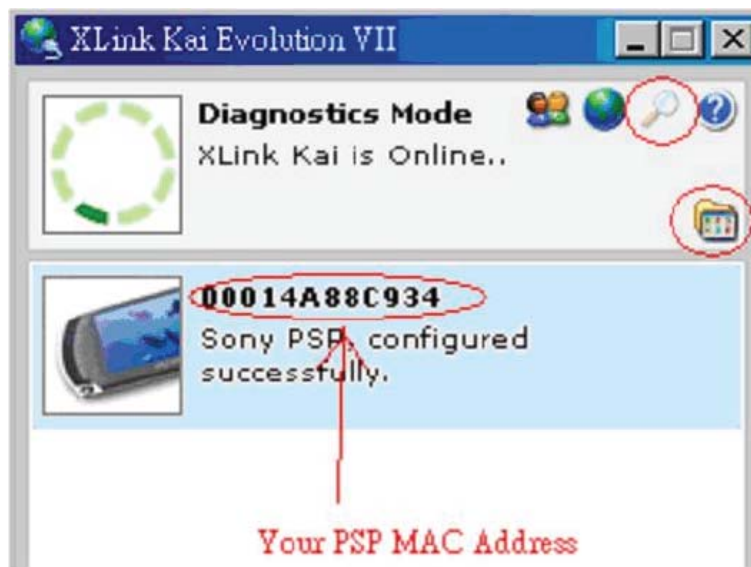 XLink Kai Evolution VII
Diagnostics Mode
XLink Kai is Online..
00014A88C934
Sony PSP, configured
successfully.
Your PSP MAC Address